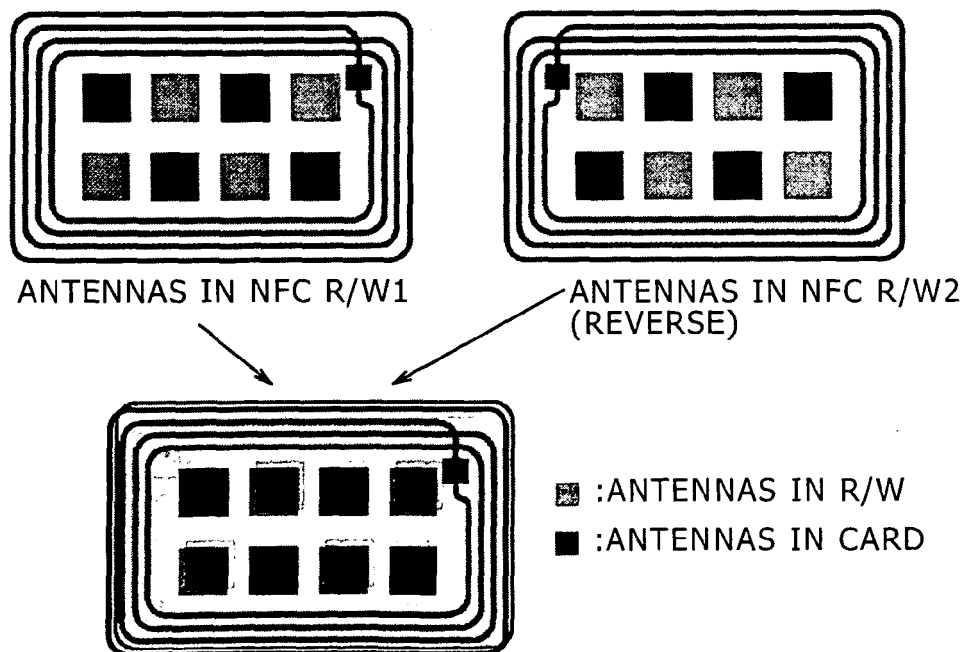 ANTENNAS IN NFC R/W1
ANTENNAS IN NFC R/W2
(REVERSE)
:ANTENNAS IN R/W
:ANTENNAS IN CARD